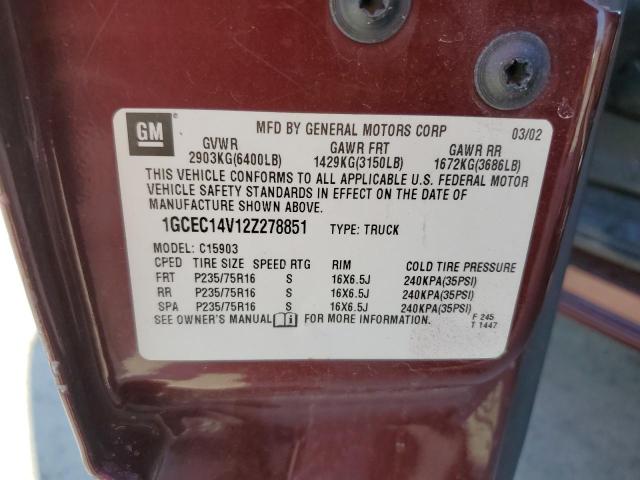 GM
MFD BY GENERAL MOTORS CORP 03/02
GVWR GAWR FRT GAWR RR
2903KG(6400LB) 1429KG(3150LB) 1672KG(3686LB)
THIS VEHICLE CONFORMS TO ALL APPLICABLE U.S. FEDERAL MOTOR
VEHICLE SAFETY STANDARDS IN EFFECT ON THE DATE OF
MANUFACTURE SHOWN ABOVE.
1GCEC14V12Z278851 TYPE: TRUCK
MODEL: C15903
CPED TIRE SIZE SPEED RTG RIM COLD TIRE PRESSURE
FRT P235/75R16 S 16X6.5J 240KPA(35PSI)
RR P235/75R16 S 16X6.5J 240KPA(35PSI)
SPA P235/75R16 S 16X6.5J 240KPA(35PSI)
SEE OWNER'S MANUAL FOR MORE INFORMATION. F 245
T 1447